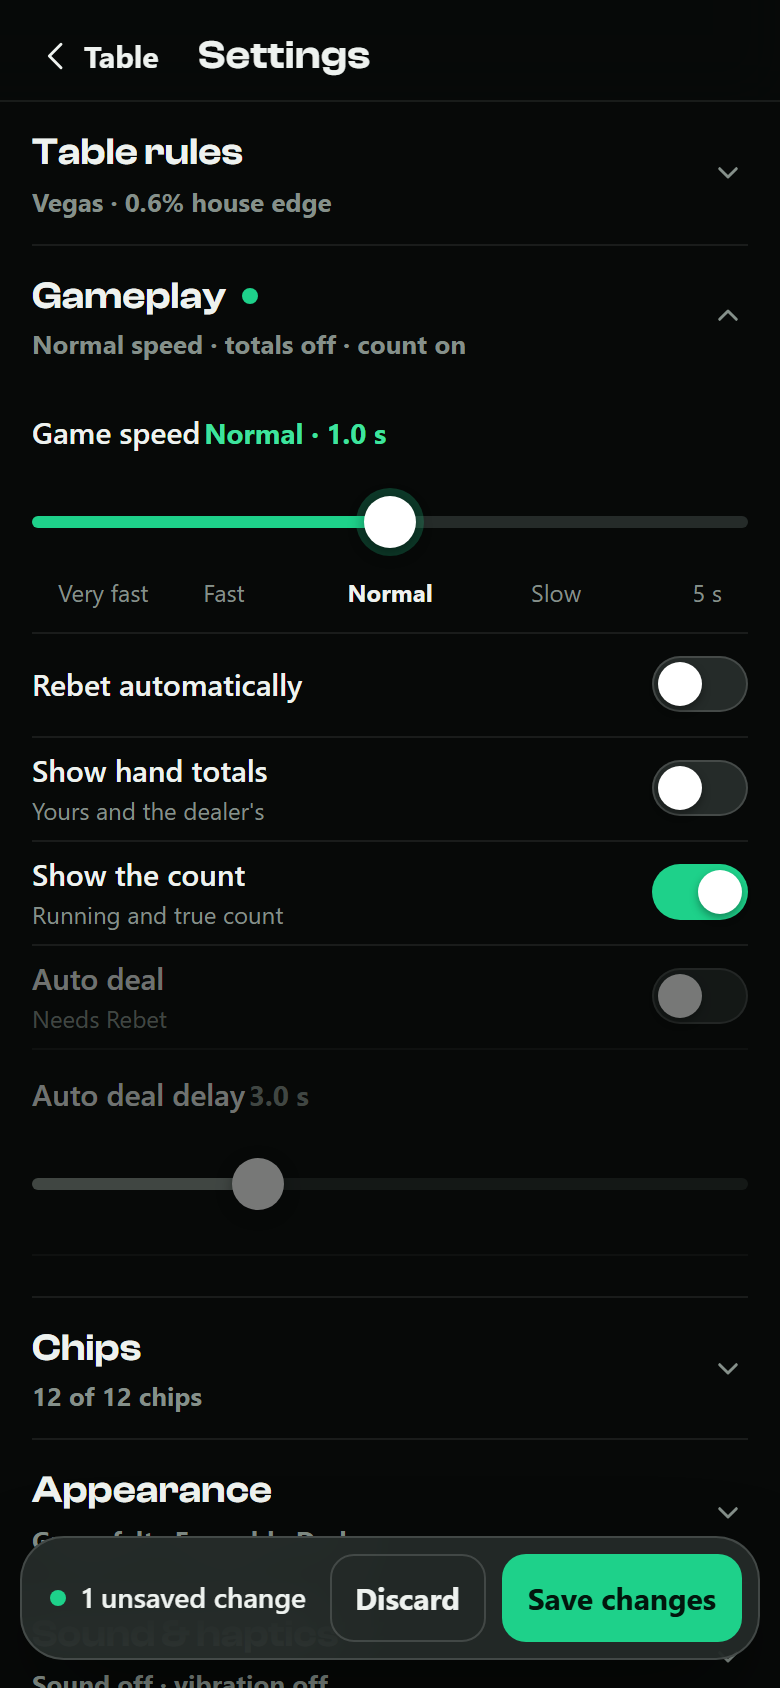 Table Settings
Table rules
Vegas · 0.6% house edge
Gameplay
Normal speed · totals off · count on
Game speed Normal · 1.0 s
Very fast Fast Normal Slow 5 s
Rebet automatically
Show hand totals
Yours and the dealer's
Show the count
Running and true count
Auto deal
Needs Rebet
Auto deal delay 3.0 s
Chips
12 of 12 chips
Appearance
1 unsaved change Discard Save changes
Sound & haptics
Sound off · vibration off